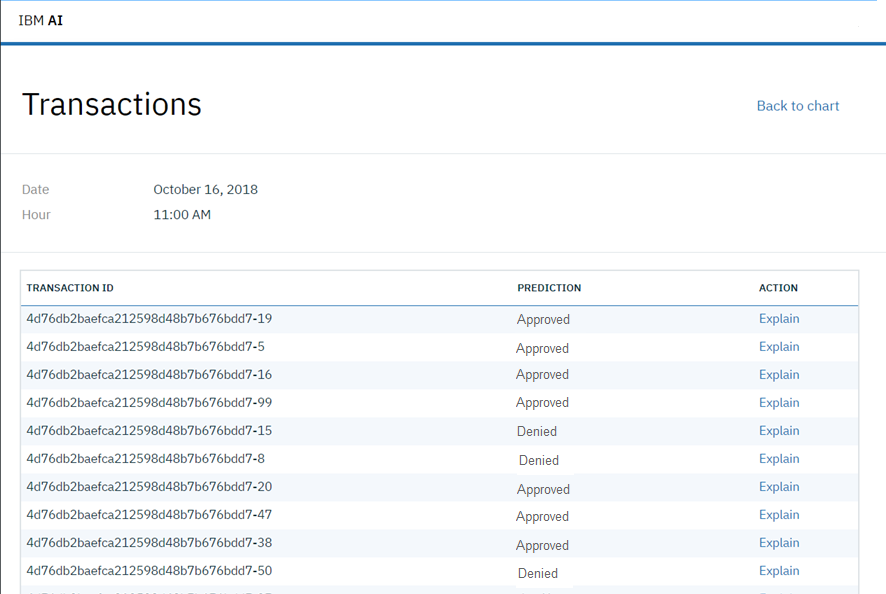 IBM AI
Transactions
Back to chart
Date October 16, 2018
Hour 11:00 AM
TRANSACTION ID PREDICTION ACTION
4d76db2baefca212598d48b7b676bdd7-19 Approved Explain
4d76db2baefca212598d48b7b676bdd7-5 Approved Explain
4d76db2baefca212598d48b7b676bdd7-16 Approved Explain
4d76db2baefca212598d48b7b676bdd7-99 Approved Explain
4d76db2baefca212598d48b7b676bdd7-15 Denied Explain
4d76db2baefca212598d48b7b676bdd7-8 Denied Explain
4d76db2baefca212598d48b7b676bdd7-20 Approved Explain
4d76db2baefca212598d48b7b676bdd7-47 Approved Explain
4d76db2baefca212598d48b7b676bdd7-38 Approved Explain
4d76db2baefca212598d48b7b676bdd7-50 Denied Explain